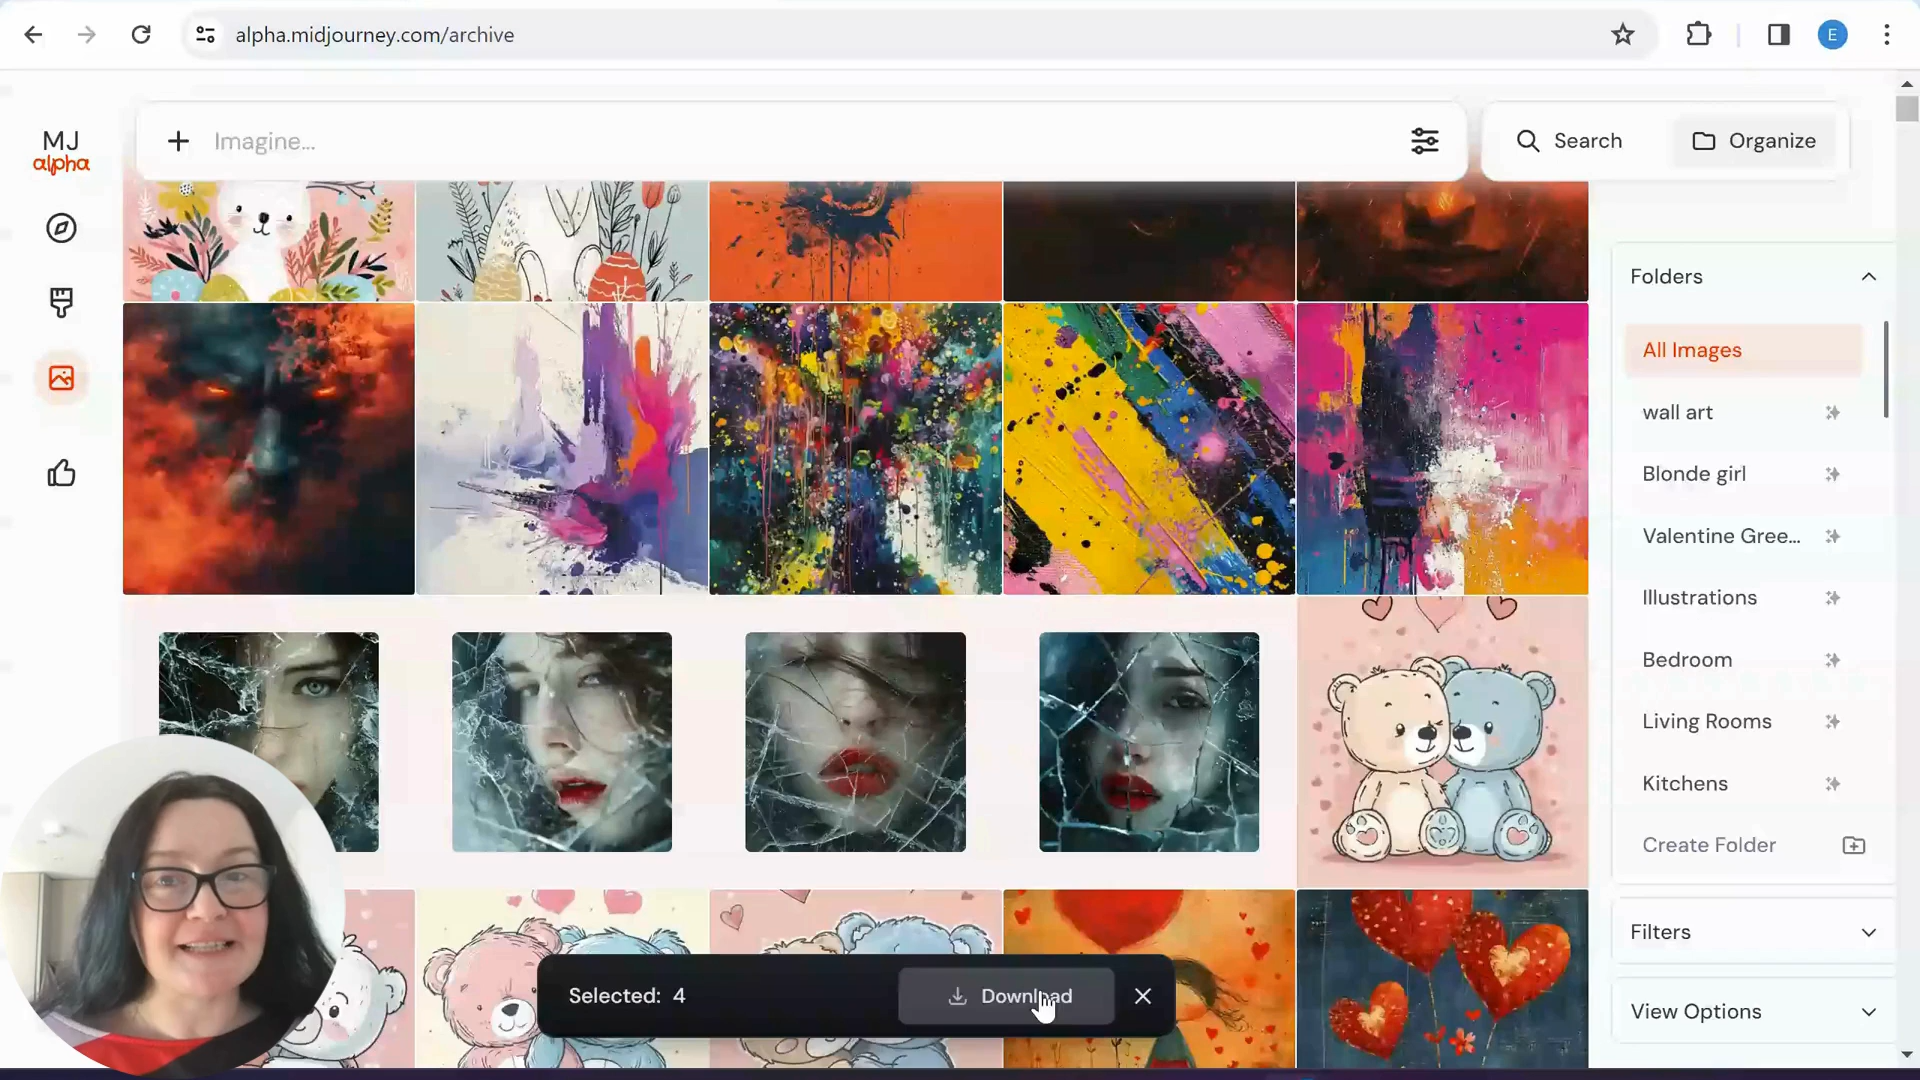 alpha.midjourney.com/archive
E
MJ
alpha
Imagine...
Search
Organize
Folders
All Images
wall art
Blonde girl
Valentine Gree...
Illustrations
Bedroom
Living Rooms
Kitchens
Create Folder
Filters
View Options
Selected: 4
Download